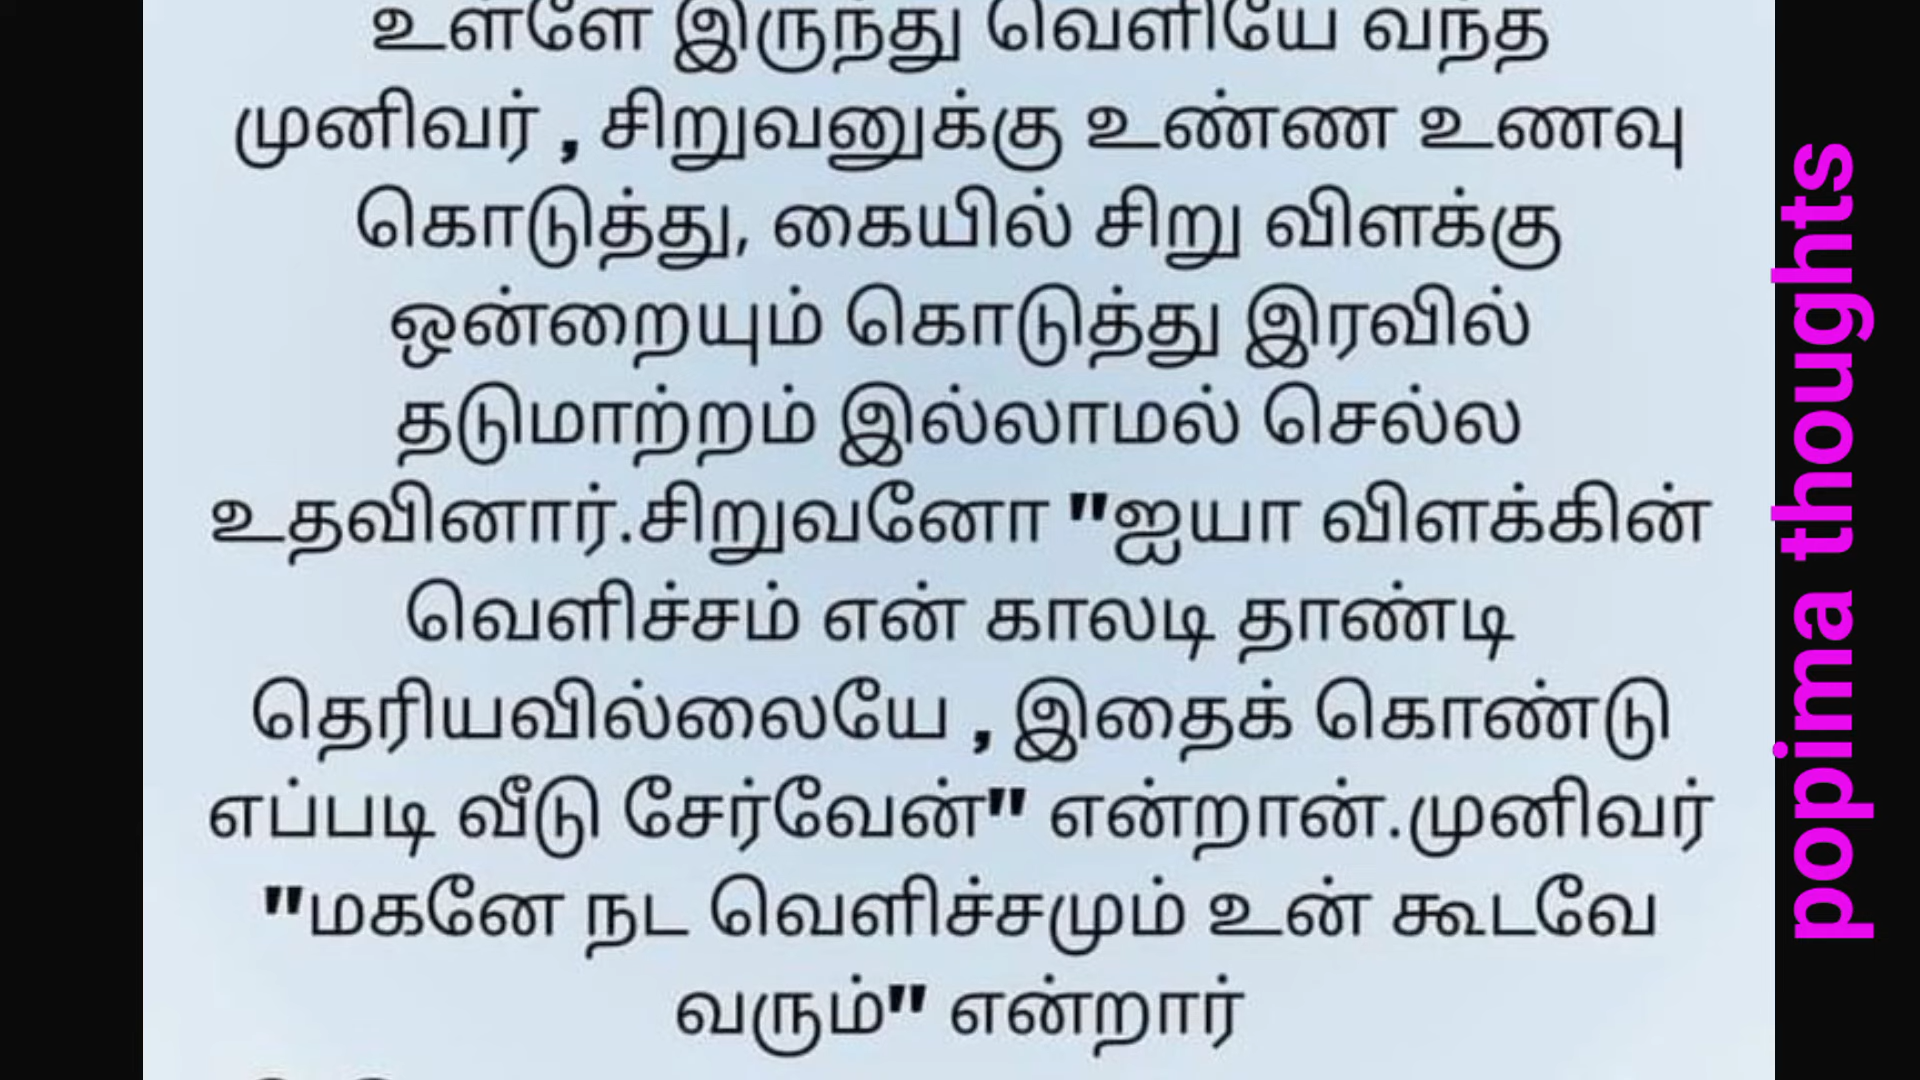 உள்ளே இருந்து வெளியே வந்த
முனிவர் , சிறுவனுக்கு உண்ண உணவு
கொடுத்து, கையில் சிறு விளக்கு
ஒன்றையும் கொடுத்து இரவில்
தடுமாற்றம் இல்லாமல் செல்ல
உதவினார்.சிறுவனோ "ஐயா விளக்கின்
வெளிச்சம் என் காலடி தாண்டி
தெரியவில்லையே , இதைக் கொண்டு
எப்படி வீடு சேர்வேன்" என்றான்.முனிவர்
"மகனே நட வெளிச்சமும் உன் கூடவே
வரும்" என்றார்
popima thoughts